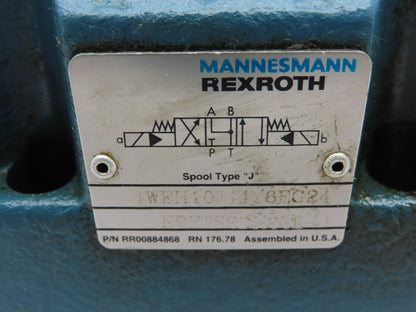 MANNESMANN
REXROTH
A B
a b
P T
Spool Type "J"
P/N RR00884868 RN 176.78 Assembled in U.S.A.